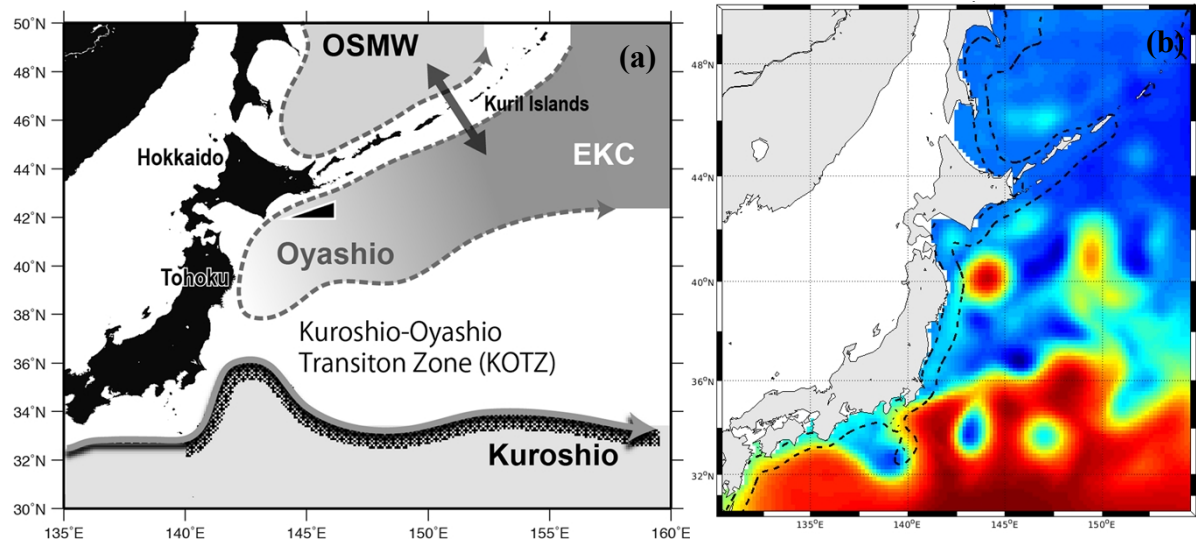 (a)
OSMW
Kuril Islands
Hokkaido
EKC
Oyashio
Tohoku
Kuroshio-Oyashio
Transiton Zone (KOTZ)
Kuroshio
50°N
48°N
46°N
44°N
42°N
40°N
38°N
36°N
34°N
32°N
30°N
135°E
140°E
145°E
150°E
155°E
160°E
(b)
48°N
44°N
40°N
36°N
32°N
135°E
140°E
145°E
150°E